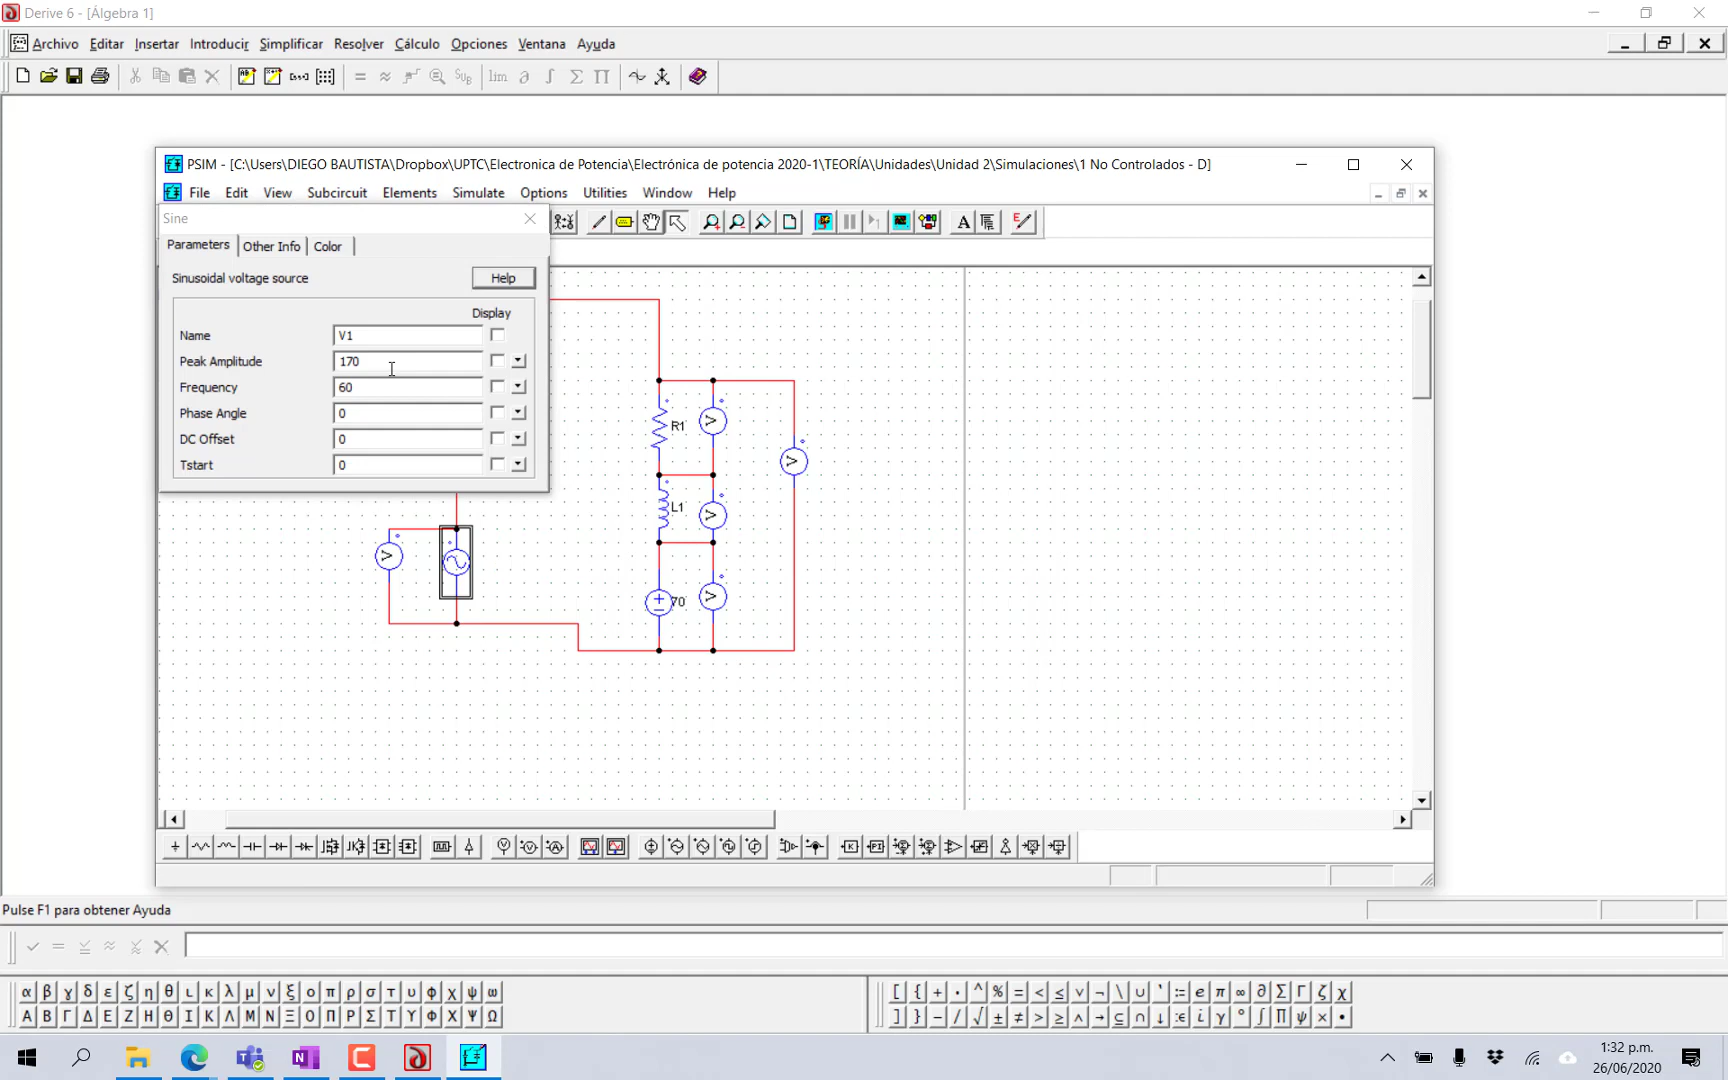 Derive 6 - [Álgebra 1]
Archivo Editar Insertar Introducir Simplificar Resolver Cálculo Opciones Ventana Ayuda
PSIM - [C:\Users\DIEGO BAUTISTA\Dropbox\UPTC\Electronica de Potencia\Electrónica de potencia 2020-1\TEORÍA\Unidades\Unidad 2\Simulaciones\1 No Controlados - D]
File Edit View Subcircuit Elements Simulate Options Utilities Window Help
Sine
Parameters Other Info Color
Sinusoidal voltage source Help
Display
Name V1
Peak Amplitude 170
Frequency 60
Phase Angle 0
DC Offset 0
Tstart 0
R1
L1
70
Pulse F1 para obtener Ayuda
α β γ δ ε ζ η θ ι κ λ μ ν ξ ο π ρ σ τ υ φ χ ψ ω
Α Β Γ Δ Ε Ζ Η Θ Ι Κ Λ Μ Ν Ξ Ο Π Ρ Σ Τ Υ Φ Χ Ψ Ω
1:32 p.m.
26/06/2020